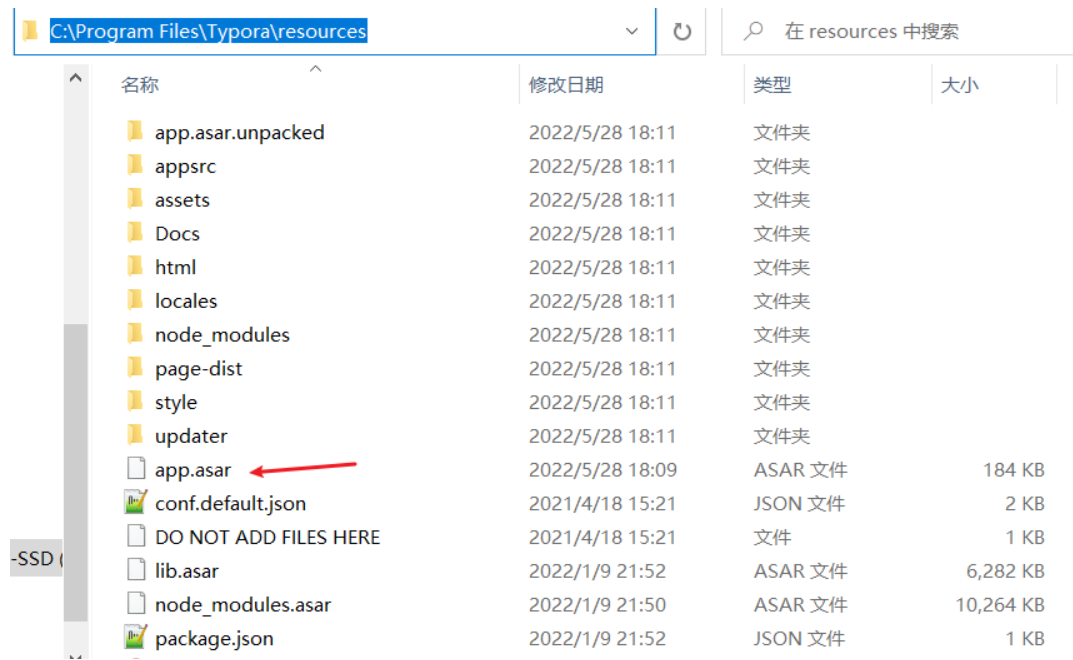 C:\Program Files\Typora\resources 在 resources 中搜索
名称 修改日期 类型 大小
app.asar.unpacked 2022/5/28 18:11 文件夹
appsrc 2022/5/28 18:11 文件夹
assets 2022/5/28 18:11 文件夹
Docs 2022/5/28 18:11 文件夹
html 2022/5/28 18:11 文件夹
locales 2022/5/28 18:11 文件夹
node_modules 2022/5/28 18:11 文件夹
page-dist 2022/5/28 18:11 文件夹
style 2022/5/28 18:11 文件夹
updater 2022/5/28 18:11 文件夹
app.asar 2022/5/28 18:09 ASAR 文件 184 KB
conf.default.json 2021/4/18 15:21 JSON 文件 2 KB
DO NOT ADD FILES HERE 2021/4/18 15:21 文件 1 KB
-SSD (
lib.asar 2022/1/9 21:52 ASAR 文件 6,282 KB
node_modules.asar 2022/1/9 21:50 ASAR 文件 10,264 KB
package.json 2022/1/9 21:52 JSON 文件 1 KB